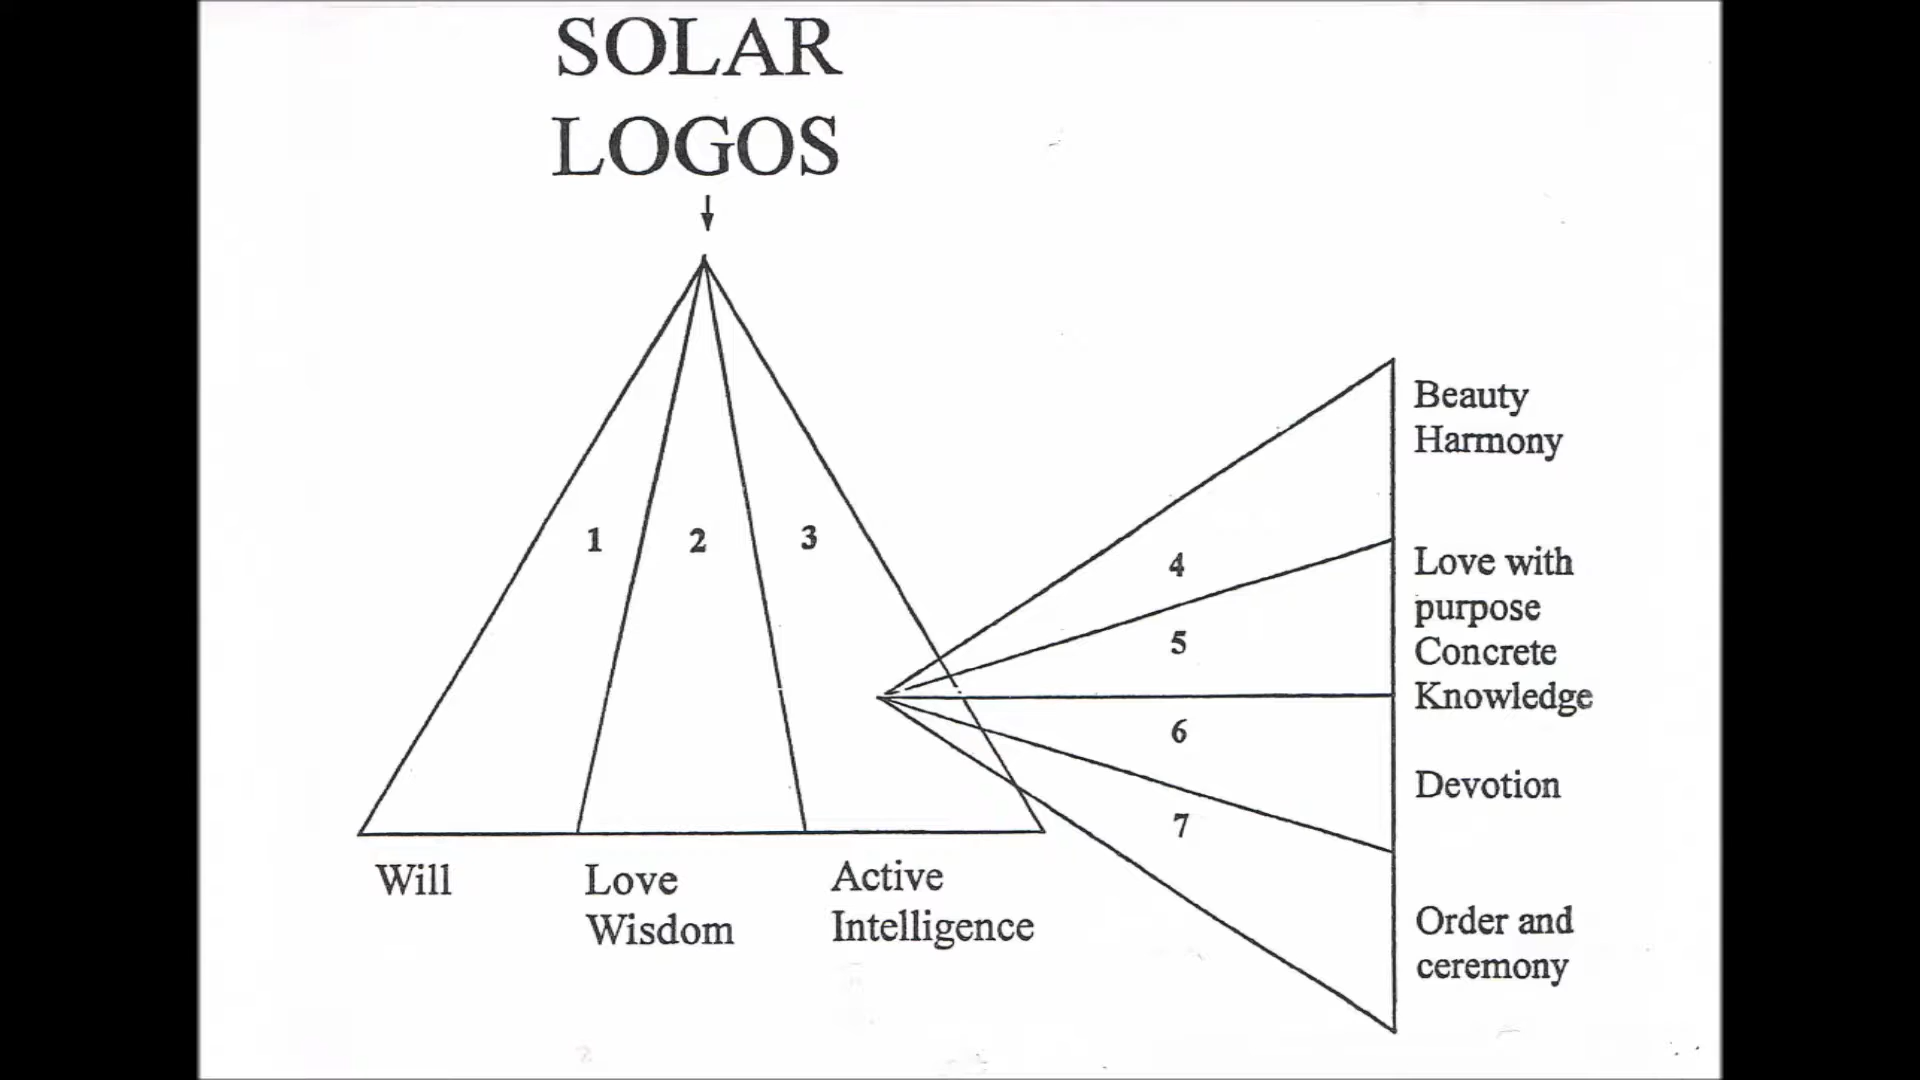 SOLAR
LOGOS
1
2
3
4
5
6
7
Will
Love
Wisdom
Active
Intelligence
Beauty
Harmony
Love with
purpose
Concrete
Knowledge
Devotion
Order and
ceremony